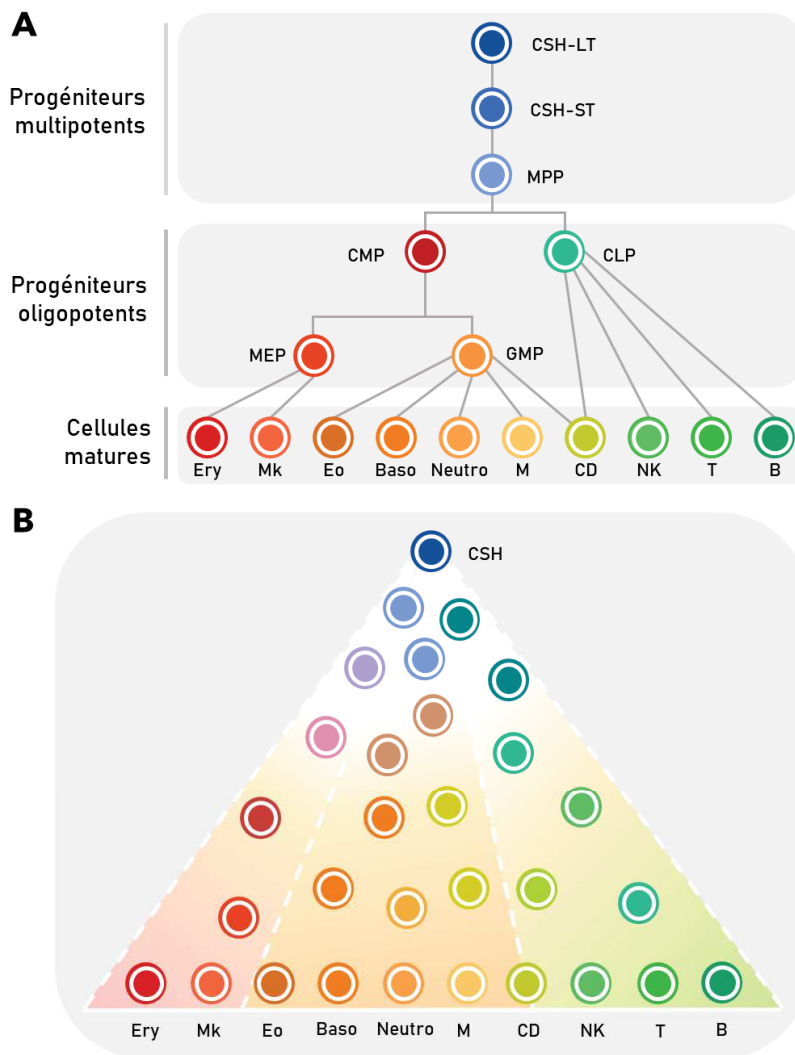 A
CSH-LT
Progéniteurs
multipotents
CSH-ST
MPP
CMP
CLP
Progéniteurs
oligopotents
MEP
GMP
Cellules
matures
Ery Mk Eo Baso Neutro M CD NK T B
B
CSH
Ery Mk Eo Baso Neutro M CD NK T B